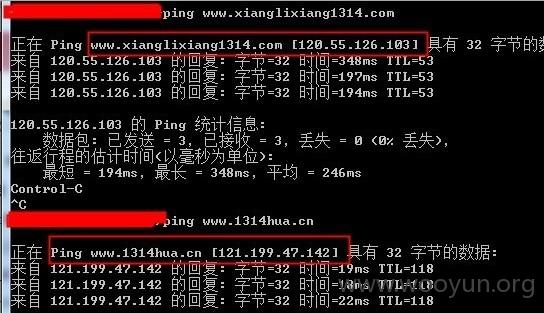 ping www.xianglixiang1314.com
正在 Ping www.xianglixiang1314.com [120.55.126.103] 具有 32 字节的数
来自 120.55.126.103 的回复: 字节=32 时间=348ms TTL=53
来自 120.55.126.103 的回复: 字节=32 时间=197ms TTL=53
来自 120.55.126.103 的回复: 字节=32 时间=194ms TTL=53
120.55.126.103 的 Ping 统计信息:
数据包: 已发送 = 3, 已接收 = 3, 丢失 = 0 (0% 丢失),
往返行程的估计时间(以毫秒为单位):
最短 = 194ms, 最长 = 348ms, 平均 = 246ms
Control-C
^C
ping www.1314hua.cn
正在 Ping www.1314hua.cn [121.199.47.142] 具有 32 字节的数据:
来自 121.199.47.142 的回复: 字节=32 时间=19ms TTL=118
来自 121.199.47.142 的回复: 字节=32 时间=18ms TTL=118
来自 121.199.47.142 的回复: 字节=32 时间=22ms TTL=118
www.wooyun.org